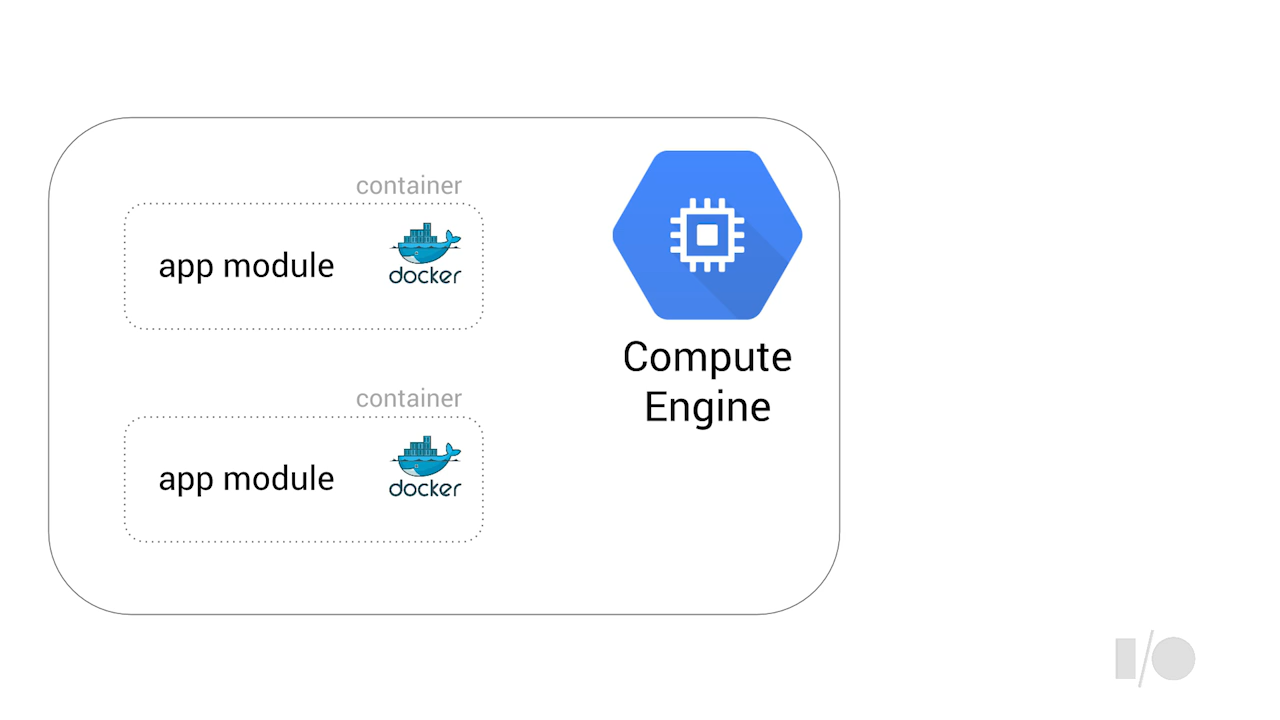 container
app module
docker
Compute
Engine
container
app module
docker
I/O